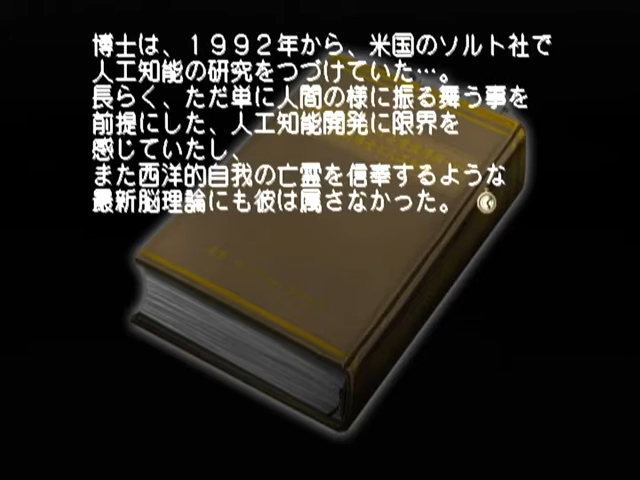 博士は、１９９２年から、米国のソルト社で
人工知能の研究をつづけていた…。
長らく、ただ単に人間の様に振る舞う事を
前提にした、人工知能開発に限界を
感じていたし、
また西洋的自我の亡霊を信奉するような
最新脳理論にも彼は属さなかった。